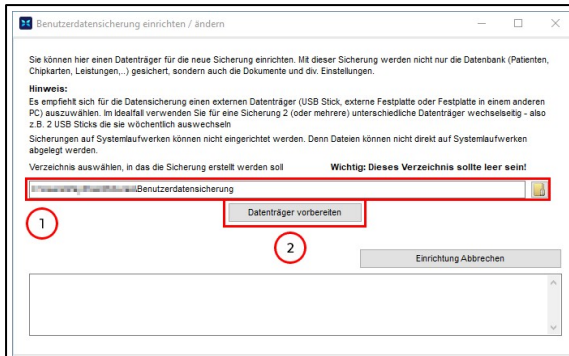 Benutzerdatensicherung einrichten / ändern
Sie können hier einen Datenträger für die neue Sicherung einrichten. Mit dieser Sicherung werden nicht nur die Datenbank (Patienten,
Chipkarten, Leistungen,..) gesichert, sondern auch die Dokumente und div. Einstellungen.
Hinweis:
Es empfiehlt sich für die Datensicherung einen externen Datenträger (USB Stick, externe Festplatte oder Festplatte in einem anderen
PC) auszuwählen. Im Idealfall verwenden Sie für eine Sicherung 2 (oder mehrere) unterschiedliche Datenträger wechselseitig - also
z.B. 2 USB Sticks die sie wöchentlich auswechseln
Sicherungen auf Systemlaufwerken können nicht eingerichtet werden. Denn Dateien können nicht direkt auf Systemlaufwerken
abgelegt werden.
Verzeichnis auswählen, in das die Sicherung erstellt werden soll Wichtig: Dieses Verzeichnis sollte leer sein!
\Benutzerdatensicherung
1
Datenträger vorbereiten
2
Einrichtung Abbrechen